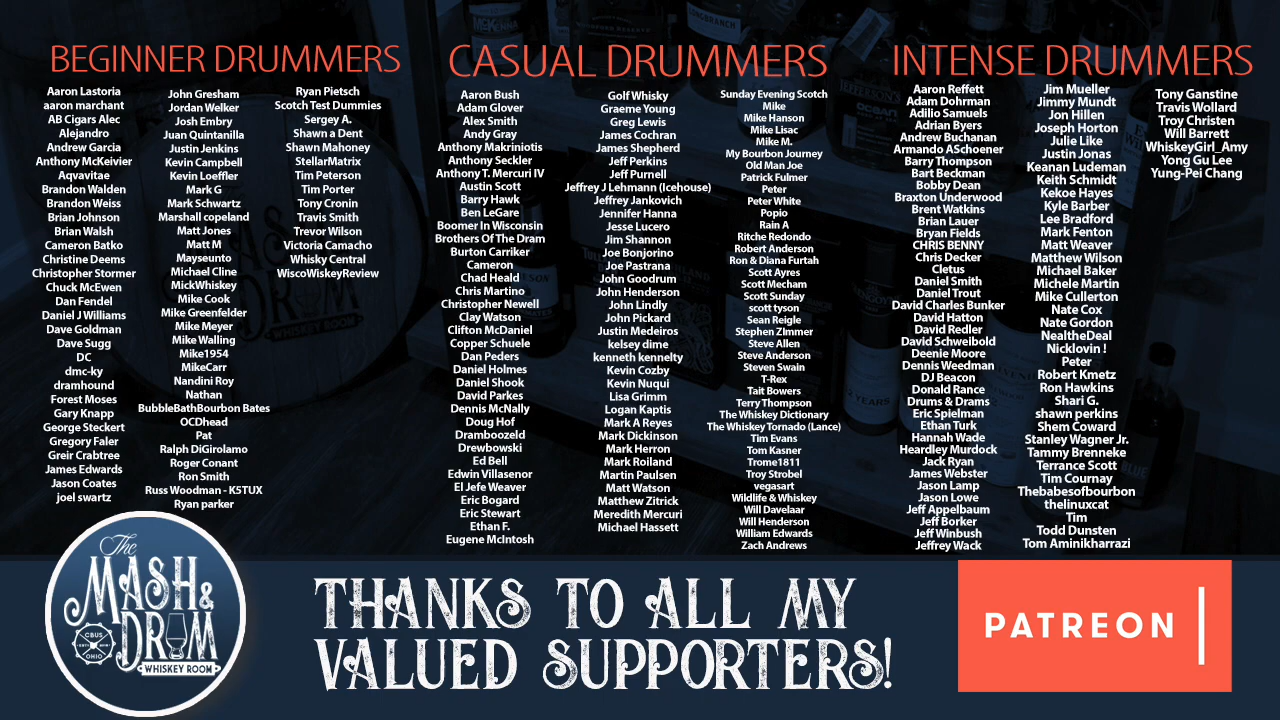 BEGINNER DRUMMERS
Aaron Lastoria
aaron marchant
AB Cigars Alec
Alejandro
Andrew Garcia
Anthony McKeivier
Aqvavitae
Brandon Walden
Brandon Weiss
Brian Johnson
Brian Walsh
Cameron Batko
Christine Deems
Christopher Stormer
Chuck McEwen
Dan Fendel
Daniel J Williams
Dave Goldman
Dave Sugg
DC
dmc-ky
dramhound
Forest Moses
Gary Knapp
George Steckert
Gregory Faler
Greir Crabtree
James Edwards
Jason Coates
joel swartz
John Gresham
Jordan Welker
Josh Embry
Juan Quintanilla
Justin Jenkins
Kevin Campbell
Kevin Loeffler
Mark G
Mark Schwartz
Marshall copeland
Matt Jones
Matt M
Mayseunto
Michael Cline
MickWhiskey
Mike Cook
Mike Greenfelder
Mike Meyer
Mike Walling
Mike1954
MikeCarr
Nandini Roy
Nathan
BubbleBathBourbon Bates
OCDhead
Pat
Ralph DiGirolamo
Roger Conant
Ron Smith
Russ Woodman - K5TUX
Ryan parker
Ryan Pietsch
Scotch Test Dummies
Sergey A.
Shawn a Dent
Shawn Mahoney
StellarMatrix
Tim Peterson
Tim Porter
Tony Cronin
Travis Smith
Trevor Wilson
Victoria Camacho
Whisky Central
WiscoWiskeyReview
CASUAL DRUMMERS
Aaron Bush
Adam Glover
Alex Smith
Andy Gray
Anthony Makriniotis
Anthony Seckler
Anthony T. Mercuri IV
Austin Scott
Barry Hawk
Ben LeGare
Boomer In Wisconsin
Brothers Of The Dram
Burton Carriker
Cameron
Chad Heald
Chris Martino
Christopher Newell
Clay Watson
Clifton McDaniel
Copper Schuele
Dan Peders
Daniel Holmes
Daniel Shook
David Parkes
Dennis McNally
Doug Hof
Dramboozeld
Drewbowski
Ed Bell
Edwin Villasenor
El Jefe Weaver
Eric Bogard
Eric Stewart
Ethan F.
Eugene McIntosh
Golf Whisky
Graeme Young
Greg Lewis
James Cochran
James Shepherd
Jeff Perkins
Jeff Purnell
Jeffrey J Lehmann (Icehouse)
Jeffrey Jankovich
Jennifer Hanna
Jesse Lucero
Jim Shannon
Joe Bonjorino
Joe Pastrana
John Goodrum
John Henderson
John Lindy
John Pickard
Justin Medeiros
kelsey dime
kenneth kennelty
Kevin Cozby
Kevin Nuqui
Lisa Grimm
Logan Kaptis
Mark A Reyes
Mark Dickinson
Mark Herron
Mark Roiland
Martin Paulsen
Matt Watson
Matthew Zitrick
Meredith Mercuri
Michael Hassett
Sunday Evening Scotch
Mike
Mike Hanson
Mike Lisac
Mike M.
My Bourbon Journey
Old Man Joe
Patrick Fulmer
Peter
Peter White
Popio
Rain A
Ritche Redondo
Robert Anderson
Ron & Diana Furtah
Scott Ayres
Scott Mecham
Scott Sunday
scott tyson
Sean Reigle
Stephen ZImmer
Steve Allen
Steve Anderson
Steven Swain
T-Rex
Tait Bowers
Terry Thompson
The Whiskey Dictionary
The Whiskey Tornado (Lance)
Tim Evans
Tom Kasner
Trome1811
Troy Strobel
vegasart
Wildlife & Whiskey
Will Davelaar
Will Henderson
William Edwards
Zach Andrews
INTENSE DRUMMERS
Aaron Reffett
Adam Dohrman
Adilio Samuels
Adrian Byers
Andrew Buchanan
Armando ASchoener
Barry Thompson
Bart Beckman
Bobby Dean
Braxton Underwood
Brent Watkins
Brian Lauer
Bryan Fields
CHRIS BENNY
Chris Decker
Cletus
Daniel Smith
Daniel Trout
David Charles Bunker
David Hatton
David Redler
David Schweibold
Deenie Moore
Dennis Weedman
DJ Beacon
Donald Rance
Drums & Drams
Eric Spielman
Ethan Turk
Hannah Wade
Heardley Murdock
Jack Ryan
James Webster
Jason Lamp
Jason Lowe
Jeff Appelbaum
Jeff Borker
Jeff Winbush
Jeffrey Wack
Jim Mueller
Jimmy Mundt
Jon Hillen
Joseph Horton
Julie Like
Justin Jonas
Keanan Ludeman
Keith Schmidt
Kekoe Hayes
Kyle Barber
Lee Bradford
Mark Fenton
Matt Weaver
Matthew Wilson
Michael Baker
Michele Martin
Mike Cullerton
Nate Cox
Nate Gordon
NealtheDeal
Nicklovin !
Peter
Robert Kmetz
Ron Hawkins
Shari G.
shawn perkins
Shem Coward
Stanley Wagner Jr.
Tammy Brenneke
Terrance Scott
Tim Cournay
Thebabesofbourbon
thelinuxcat
Tim
Todd Dunsten
Tom Aminikharrazi
Tony Ganstine
Travis Wollard
Troy Christen
Will Barrett
WhiskeyGirl_Amy
Yong Gu Lee
Yung-Pei Chang
The
MASH &
DRUM
CBUS
OHIO
WHISKEY ROOM
THANKS TO ALL MY
VALUED SUPPORTERS!
PATREON